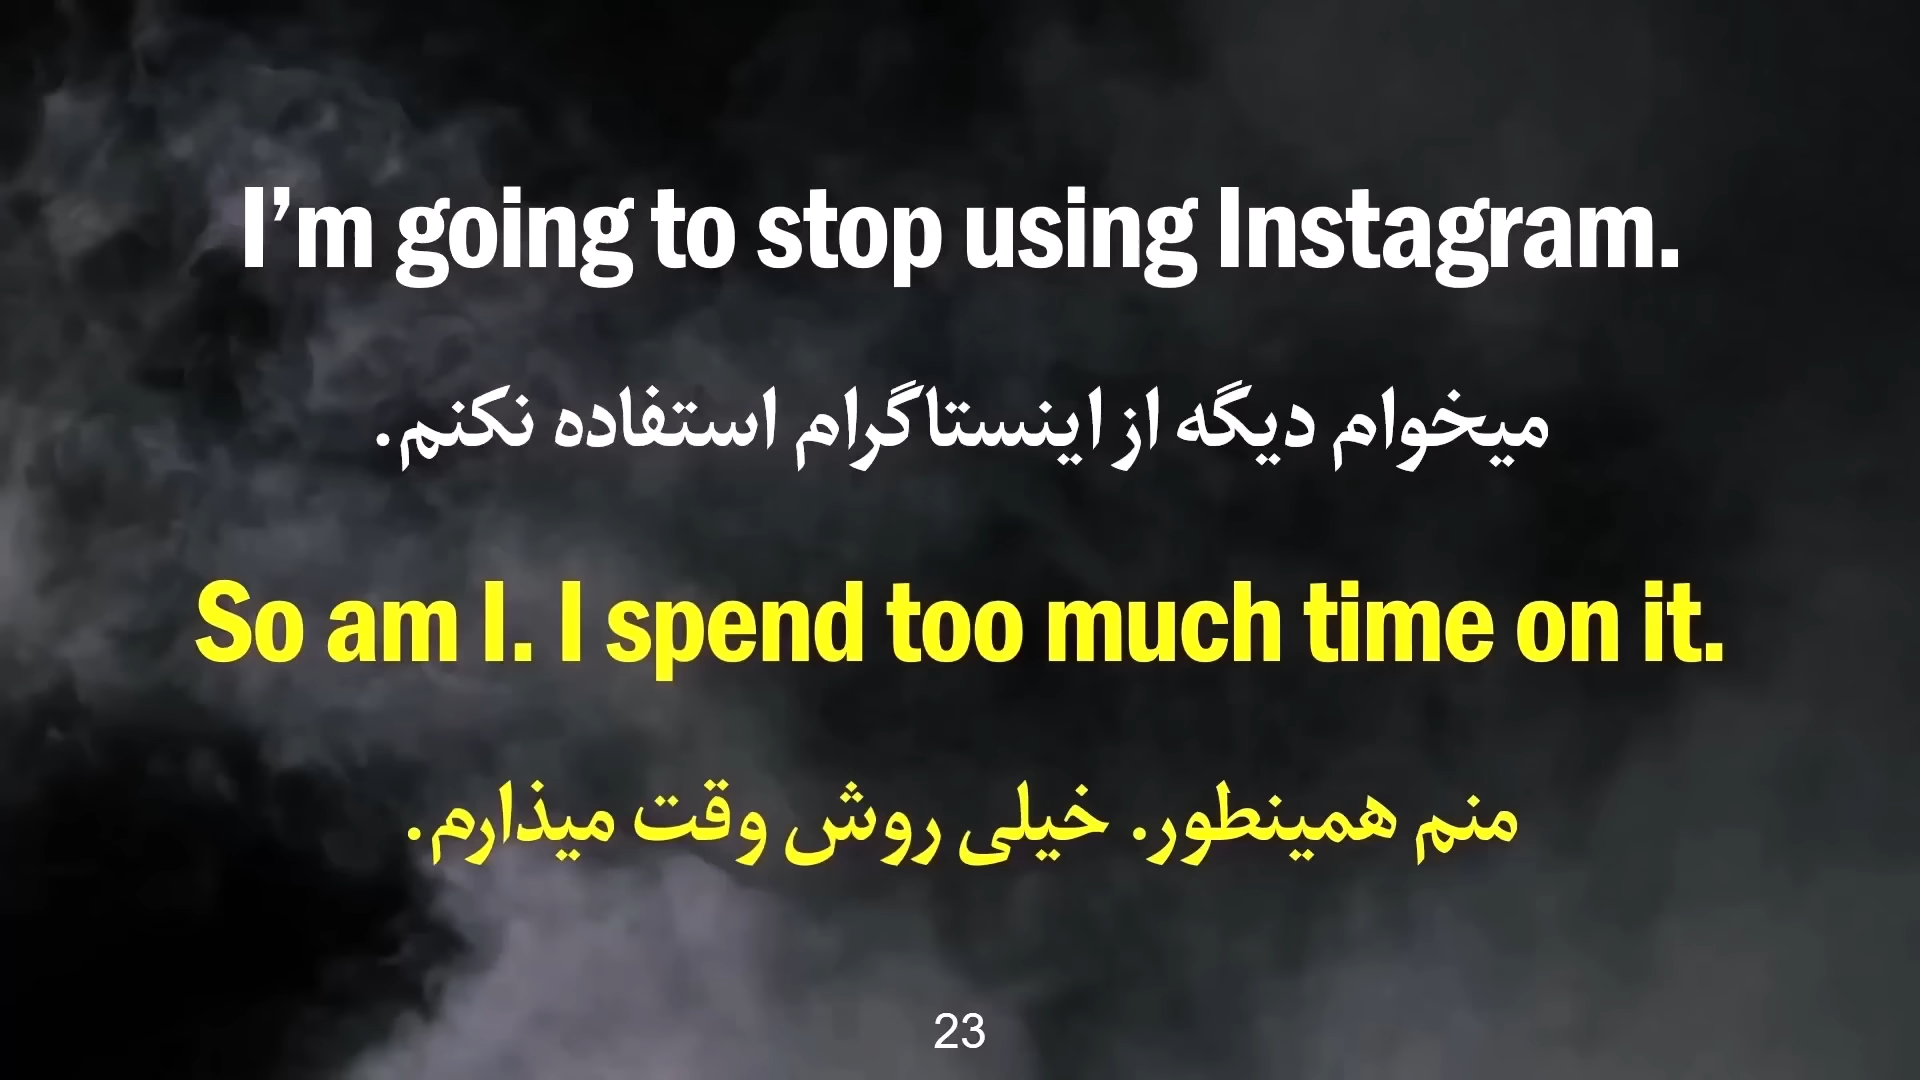 I’m going to stop using Instagram.
میخوام دیگه از اینستاگرام استفاده نکنم.
So am I. I spend too much time on it.
منم همینطور. خیلی روش وقت میذارم.
23